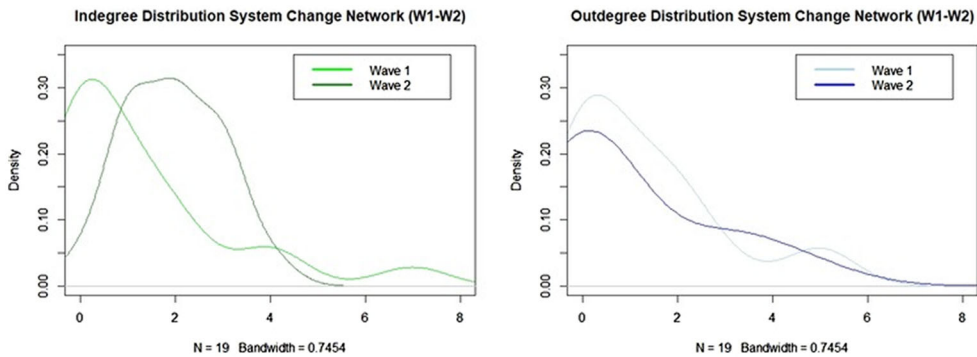 Indegree Distribution System Change Network (W1-W2)
Density
0.00
0.10
0.20
0.30
Wave 1
Wave 2
0 2 4 6 8
N = 19 Bandwidth = 0.7454
Outdegree Distribution System Change Network (W1-W2)
Density
0.00
0.10
0.20
0.30
Wave 1
Wave 2
0 2 4 6 8
N = 19 Bandwidth = 0.7454